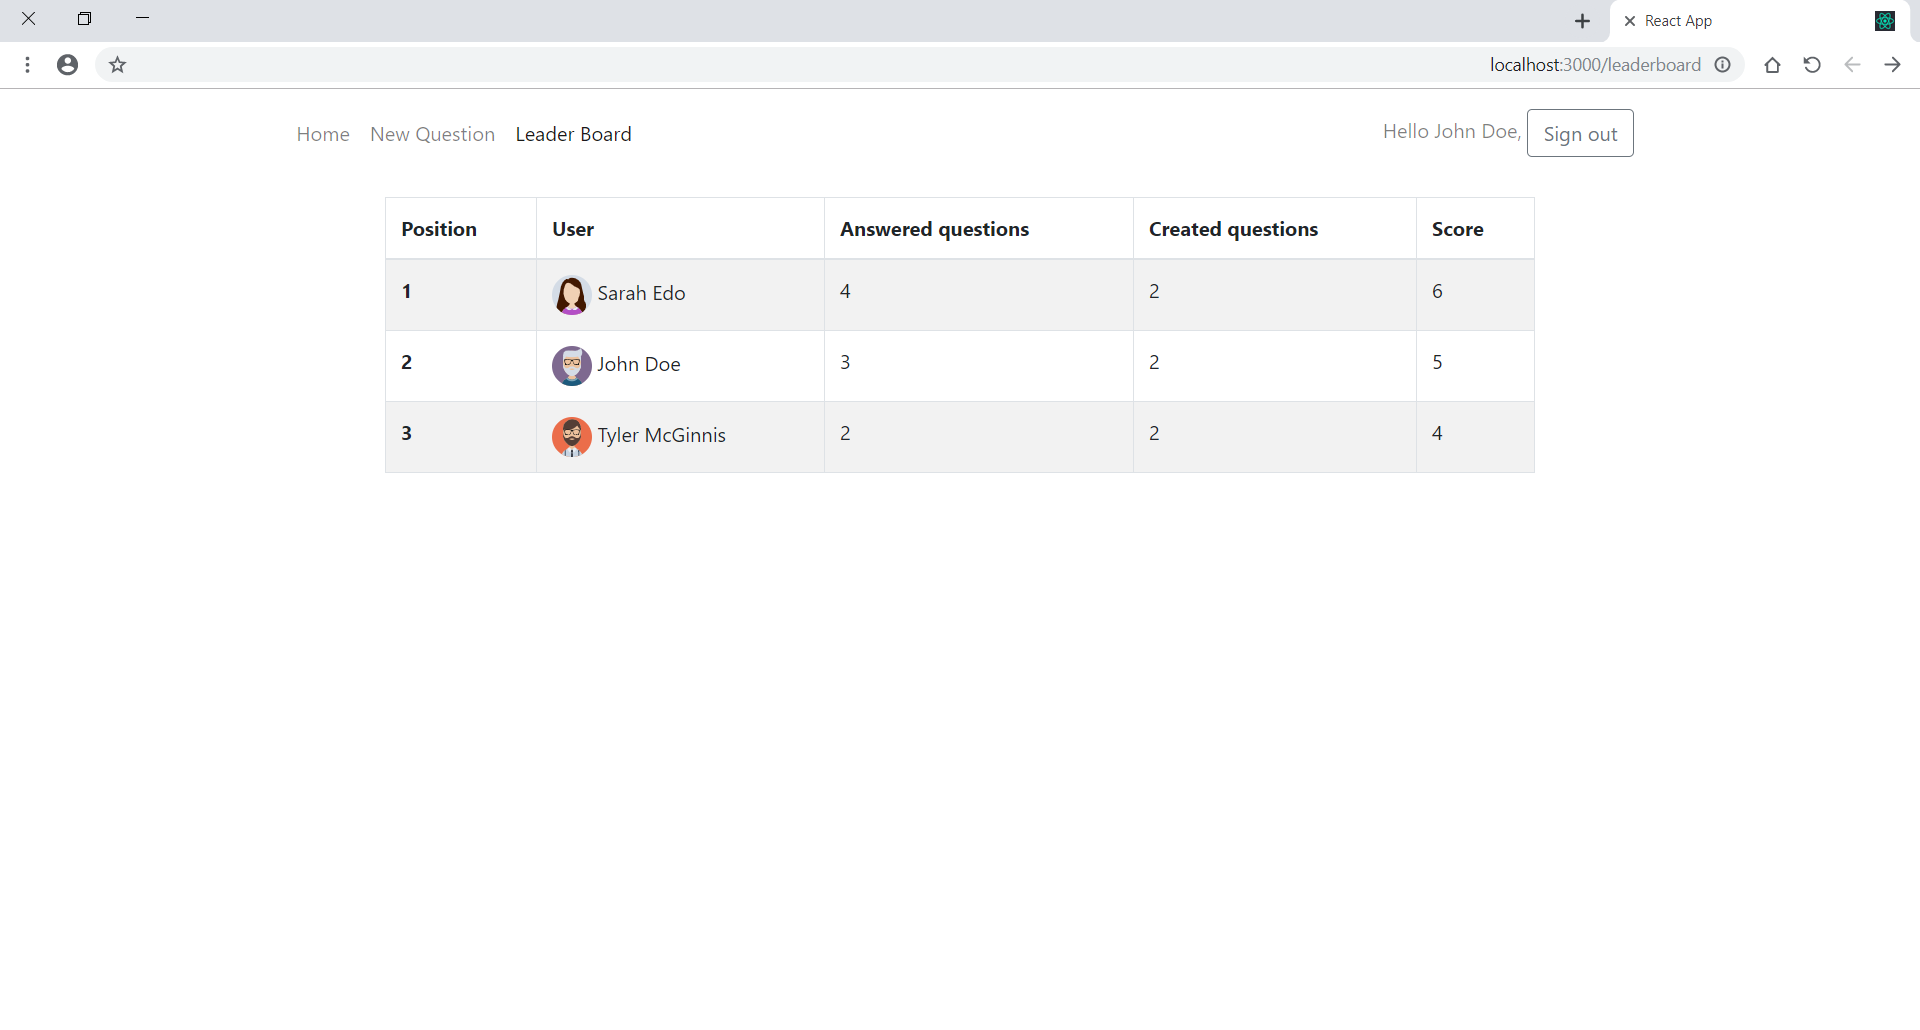 React App
localhost:3000/leaderboard
Home New Question Leader Board Hello John Doe, Sign out
Position User Answered questions Created questions Score
1 Sarah Edo 4 2 6
2 John Doe 3 2 5
3 Tyler McGinnis 2 2 4